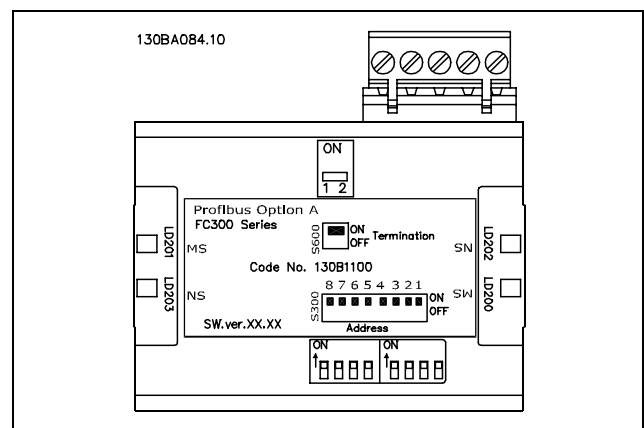 130BA084.10
ON
1 2
Profibus Option A
FC300 Series
S600
ON
OFF
Termination
LD201
MS
LD202
SN
Code No. 130B1100
LD203
NS
LD200
SW
8 7 6 5 4 3 2 1
S300
ON
OFF
SW.ver.XX.XX
Address
ON
ON